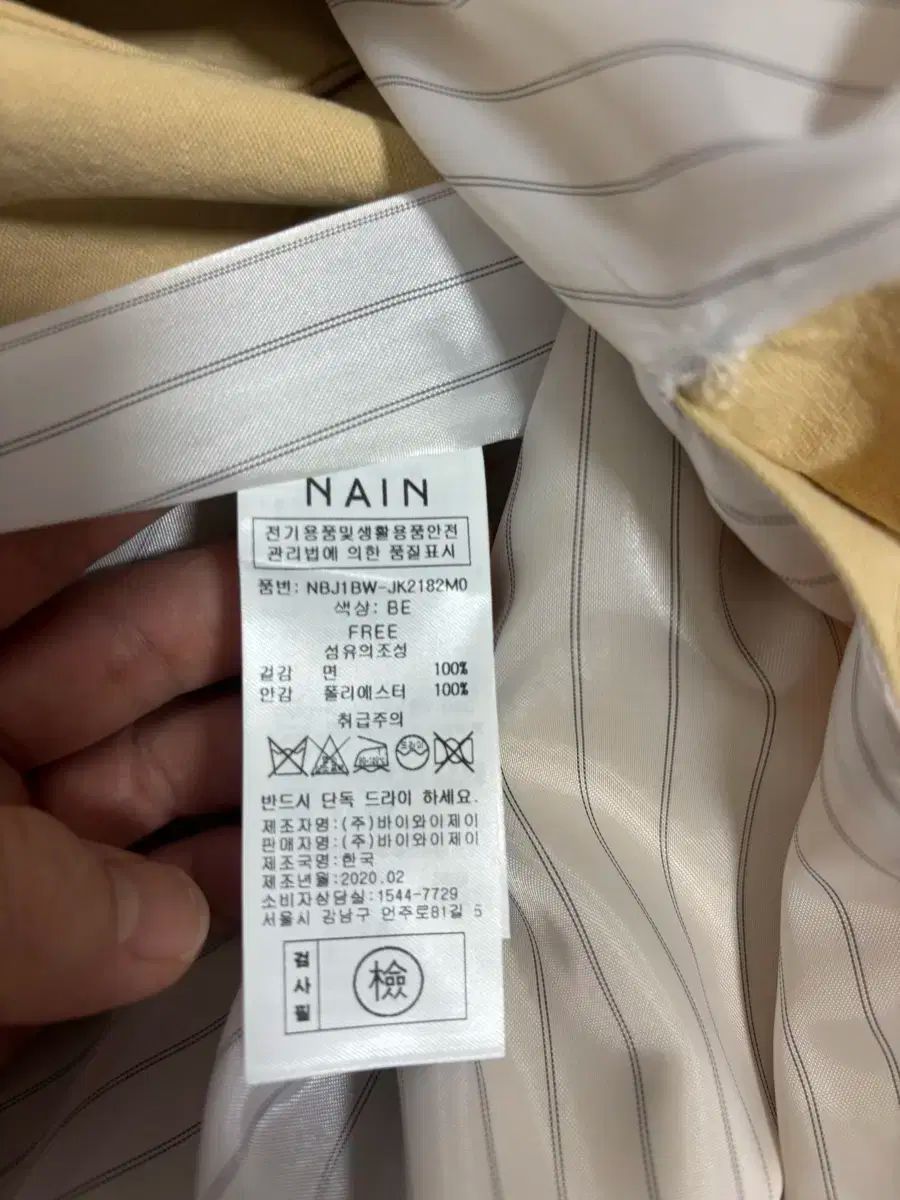 NAIN
전기용품및생활용품안전
관리법에 의한 품질표시
품번: NBJ1BW-JK2182M0
색상: BE
FREE
섬유의조성
겉감 면 100%
안감 폴리에스터 100%
취급주의
드라이
반드시 단독 드라이 하세요.
제조자명:(주)바이와이제이
판매자명:(주)바이와이제이
제조국명:한국
제조년월:2020.02
소비자상담실:1544-7729
서울시 강남구 언주로81길 5
검사필
檢